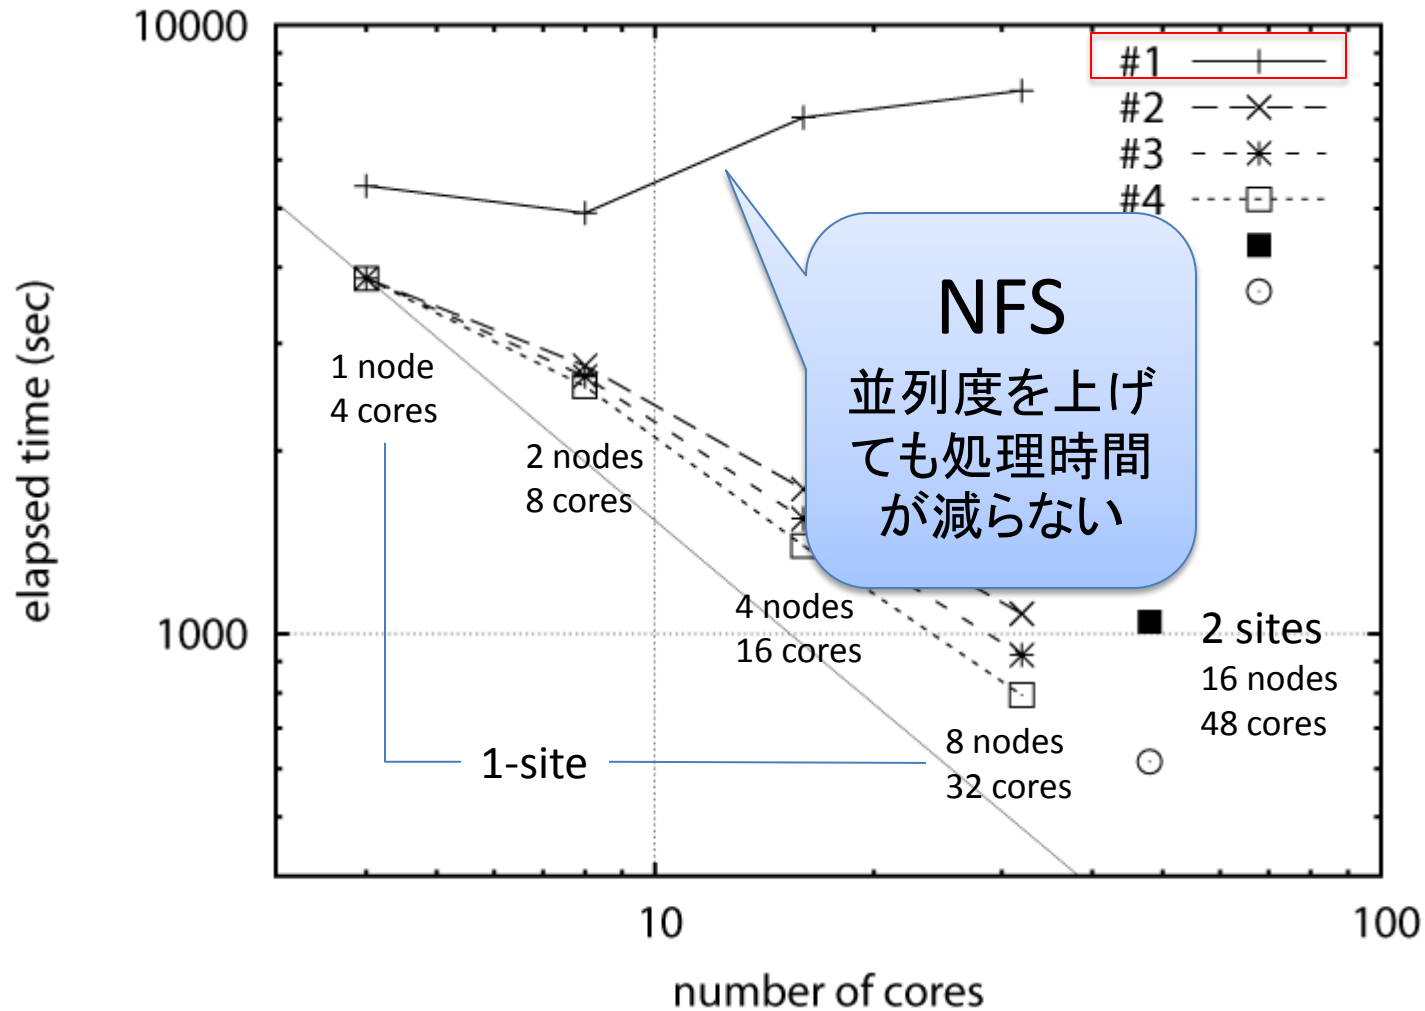 10000
#1
#2
#3
#4
NFS
並列度を上げ
ても処理時間
が減らない
elapsed time (sec)
1 node
4 cores
2 nodes
8 cores
4 nodes
16 cores
1000
2 sites
16 nodes
48 cores
8 nodes
32 cores
1-site
10
100
number of cores